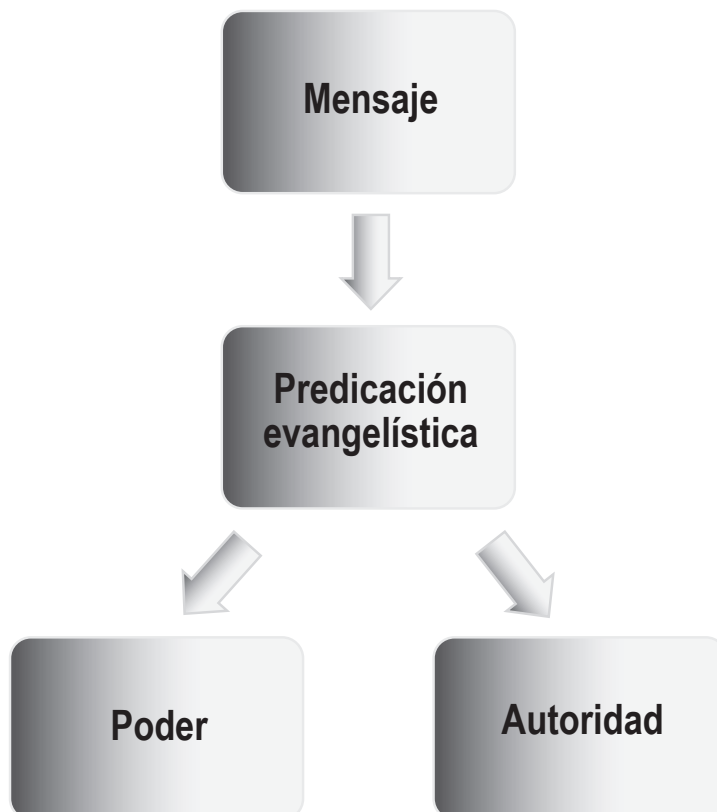 Mensaje
Predicación
evangelística
Poder
Autoridad